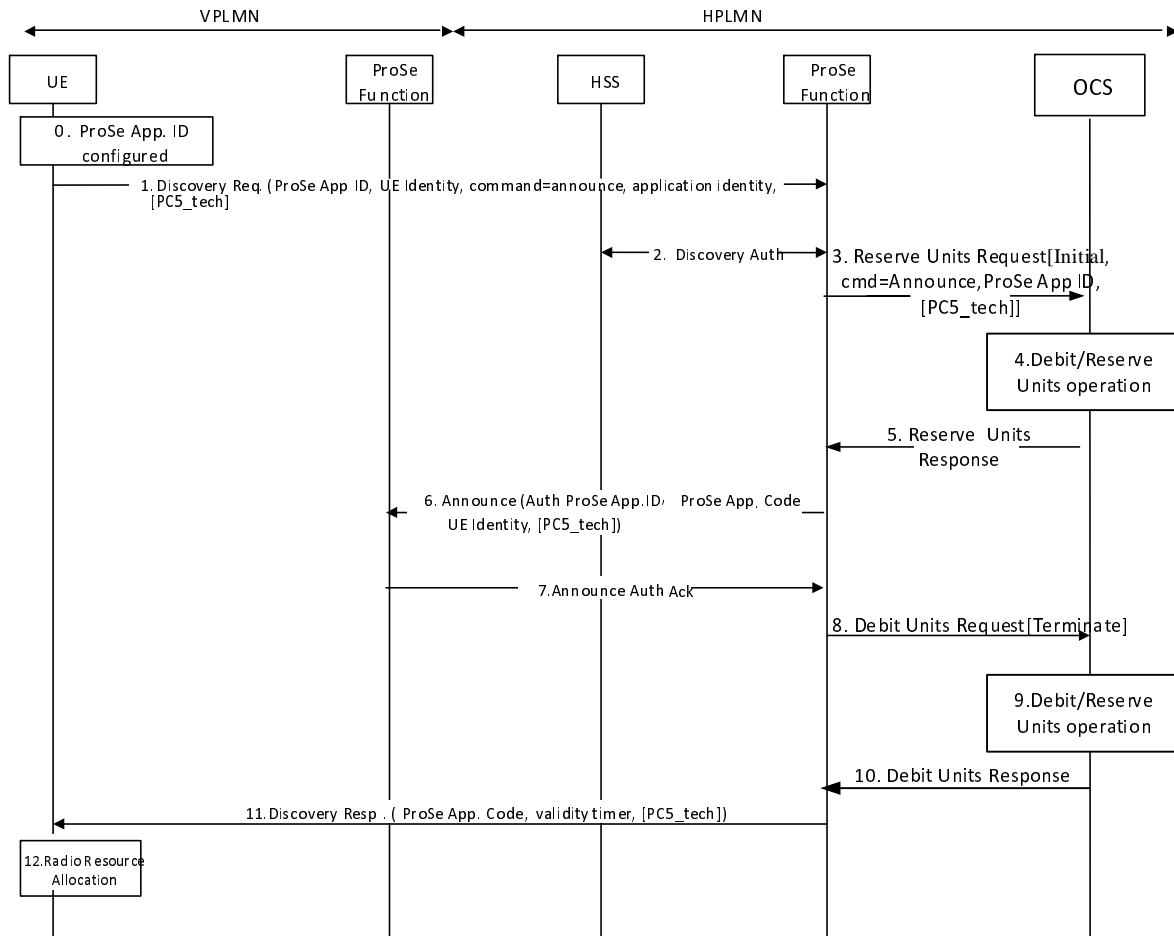 VPLMN
HPLMN
UE
ProSe
Function
HSS
ProSe
Function
OCS
0. ProSe App. ID
configured
1. Discovery Req. (ProSe App ID, UE Identity, command=announce, application identity,
[PC5_tech]
2. Discovery Auth
3. Reserve Units Request[Initial,
cmd=Announce,ProSe App ID,
[PC5_tech]]
4.Debit/Reserve
Units operation
5. Reserve Units
Response
6. Announce (Auth ProSe App.ID, ProSe App. Code
UE Identity, [PC5_tech])
7.Announce Auth Ack
8. Debit Units Request[Terminate]
9.Debit/Reserve
Units operation
10. Debit Units Response
11.Discovery Resp . ( ProSe App. Code, validity timer, [PC5_tech])
12.Radio Resource
Allocation